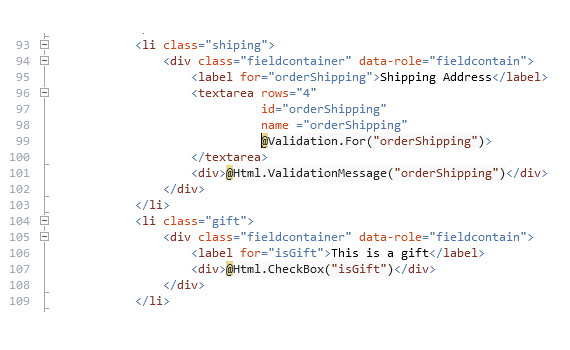 93 <li class="shiping">
94 <div class="fieldcontainer" data-role="fieldcontain">
95 <label for="orderShipping">Shipping Address</label>
96 <textarea rows="4"
97 id="orderShipping"
98 name ="orderShipping"
99 @Validation.For("orderShipping")>
100 </textarea>
101 <div>@Html.ValidationMessage("orderShipping")</div>
102 </div>
103 </li>
104 <li class="gift">
105 <div class="fieldcontainer" data-role="fieldcontain">
106 <label for="isGift">This is a gift</label>
107 <div>@Html.CheckBox("isGift")</div>
108 </div>
109 </li>